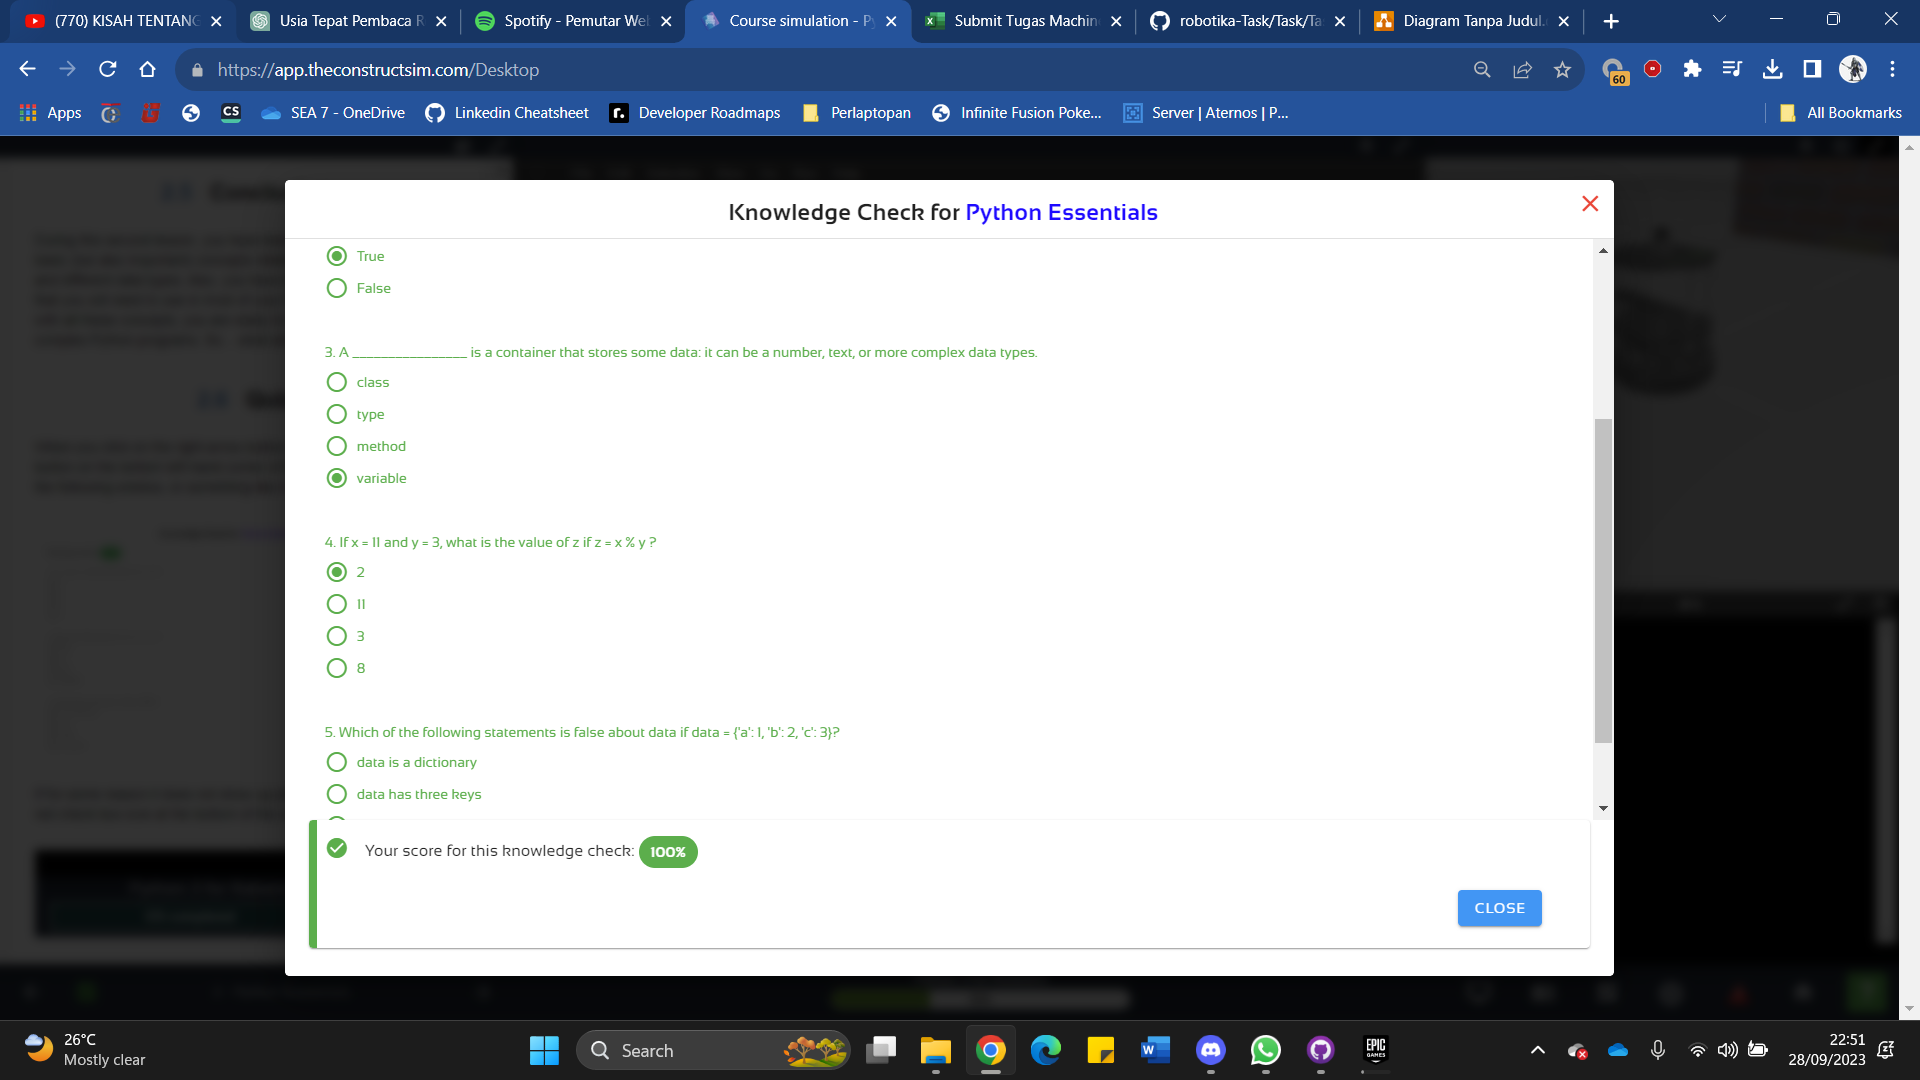 (770) KISAH TENTANG
Usia Tepat Pembaca R
Spotify - Pemutar Web
Course simulation - Py
Submit Tugas Machin
robotika-Task/Task/Ta
Diagram Tanpa Judul.
https://app.theconstructsim.com/Desktop
60
Apps
CS
SEA 7 - OneDrive
Linkedin Cheatsheet
r.
Developer Roadmaps
Perlaptopan
Infinite Fusion Poke...
Server | Aternos | P...
All Bookmarks
Knowledge Check for Python Essentials
True
False
3. A ________________ is a container that stores some data: it can be a number, text, or more complex data types.
class
type
method
variable
4. If x = 11 and y = 3, what is the value of z if z = x % y ?
2
11
3
8
5. Which of the following statements is false about data if data = {'a': 1, 'b': 2, 'c': 3}?
data is a dictionary
data has three keys
Your score for this knowledge check: 100%
CLOSE
26°C
Mostly clear
Search
W
EPIC
GAMES
22:51
28/09/2023